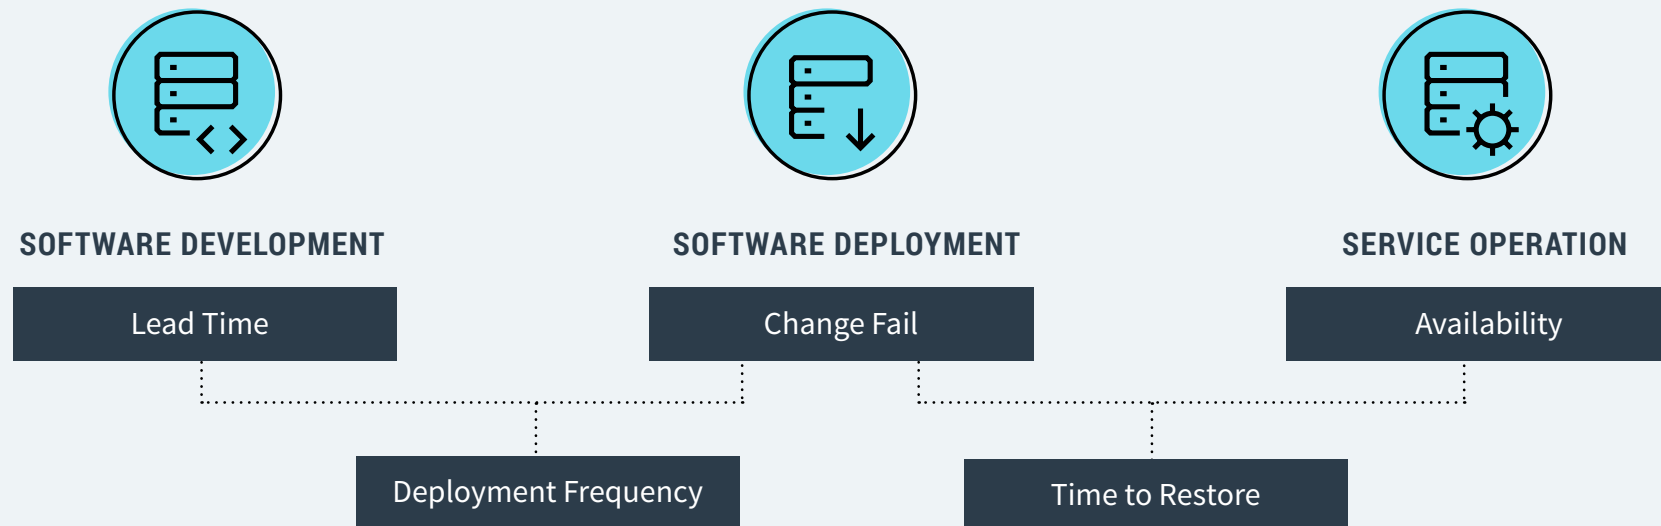 SOFTWARE DEVELOPMENT
SOFTWARE DEPLOYMENT
SERVICE OPERATION
Lead Time
Change Fail
Availability
Deployment Frequency
Time to Restore